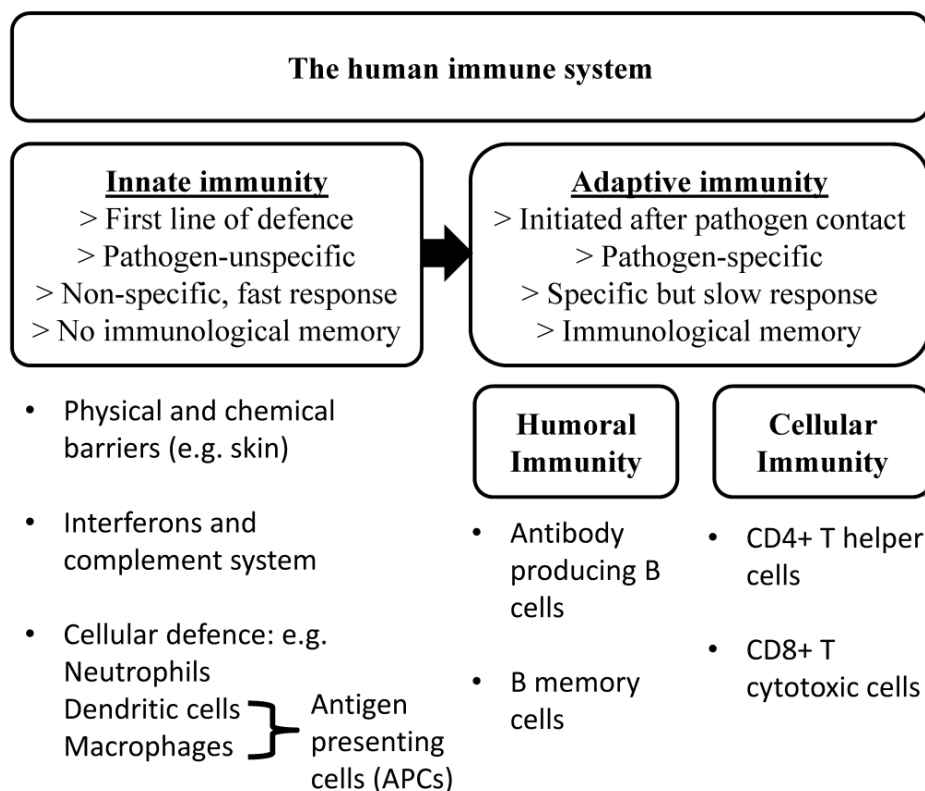 The human immune system
Innate immunity
> First line of defence
> Pathogen-unspecific
> Non-specific, fast response
> No immunological memory
Adaptive immunity
> Initiated after pathogen contact
> Pathogen-specific
> Specific but slow response
> Immunological memory
• Physical and chemical
barriers (e.g. skin)
• Interferons and
complement system
• Cellular defence: e.g.
Neutrophils
Dendritic cells
Macrophages
Antigen
presenting
cells (APCs)
Humoral
Immunity
• Antibody
producing B
cells
• B memory
cells
Cellular
Immunity
• CD4+ T helper
cells
• CD8+ T
cytotoxic cells